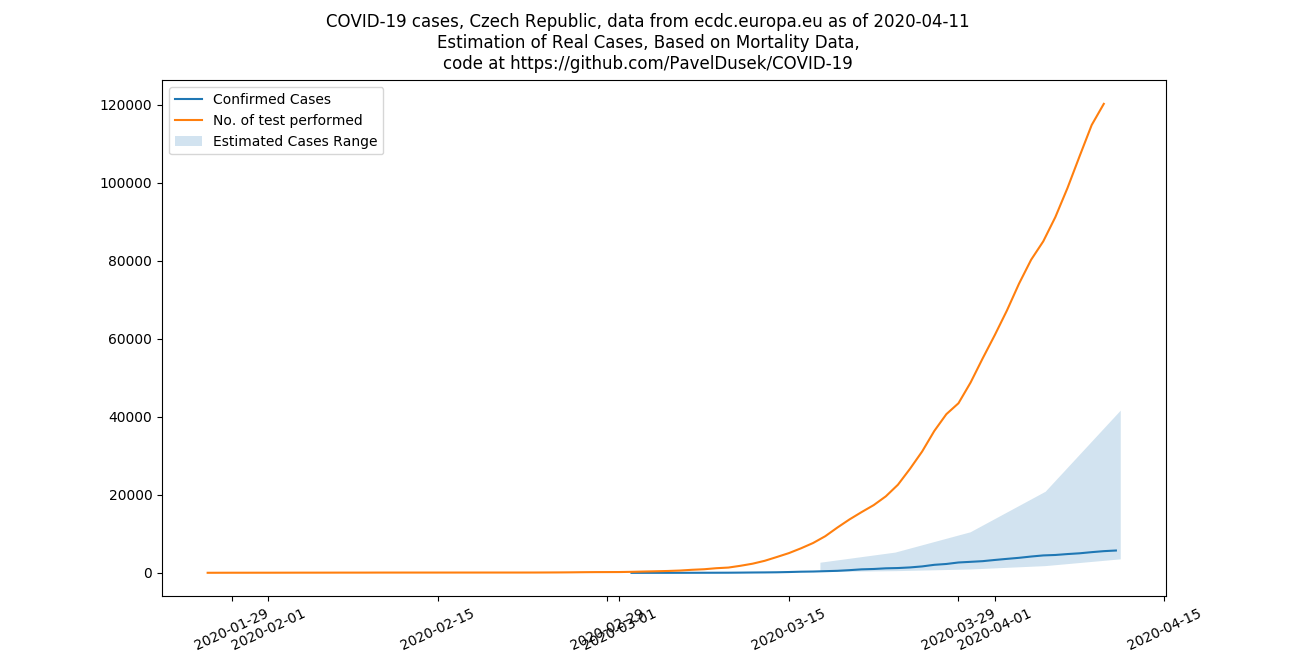 COVID-19 cases, Czech Republic, data from ecdc.europa.eu as of 2020-04-11
Estimation of Real Cases, Based on Mortality Data,
code at https://github.com/PavelDusek/COVID-19
Confirmed Cases
No. of test performed
Estimated Cases Range
120000
100000
80000
60000
40000
20000
0
2020-01-29
2020-02-01
2020-02-15
2020-02-29
2020-03-01
2020-03-15
2020-03-29
2020-04-01
2020-04-15